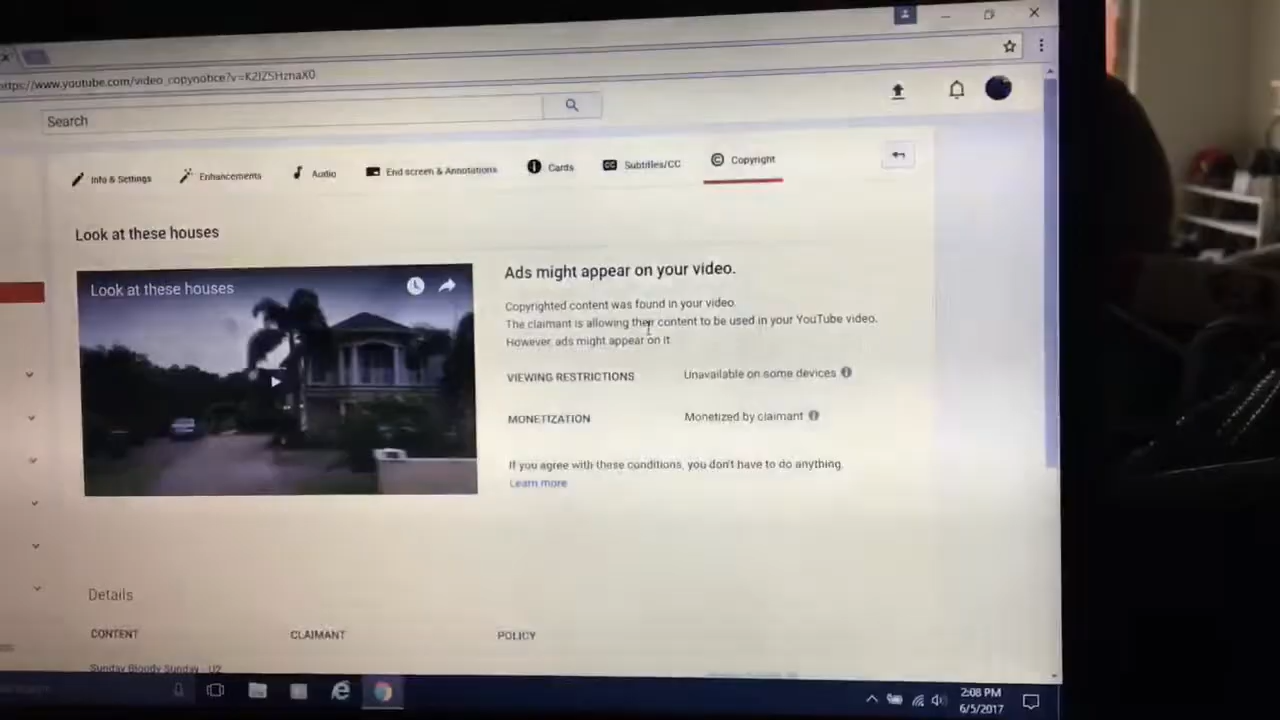 https://www.youtube.com/video_copynotice?v=K2IZ5HznaX0
Search
Info & Settings
Enhancements
Audio
End screen & Annotations
Cards
CC Subtitles/CC
© Copyright
Look at these houses
Look at these houses
Ads might appear on your video.
Copyrighted content was found in your video.
The claimant is allowing their content to be used in your YouTube video.
However, ads might appear on it
VIEWING RESTRICTIONS Unavailable on some devices
MONETIZATION Monetized by claimant
If you agree with these conditions, you don't have to do anything.
Learn more
Details
CONTENT CLAIMANT POLICY
Sunday Bloody Sunday - U2
2:08 PM
6/5/2017